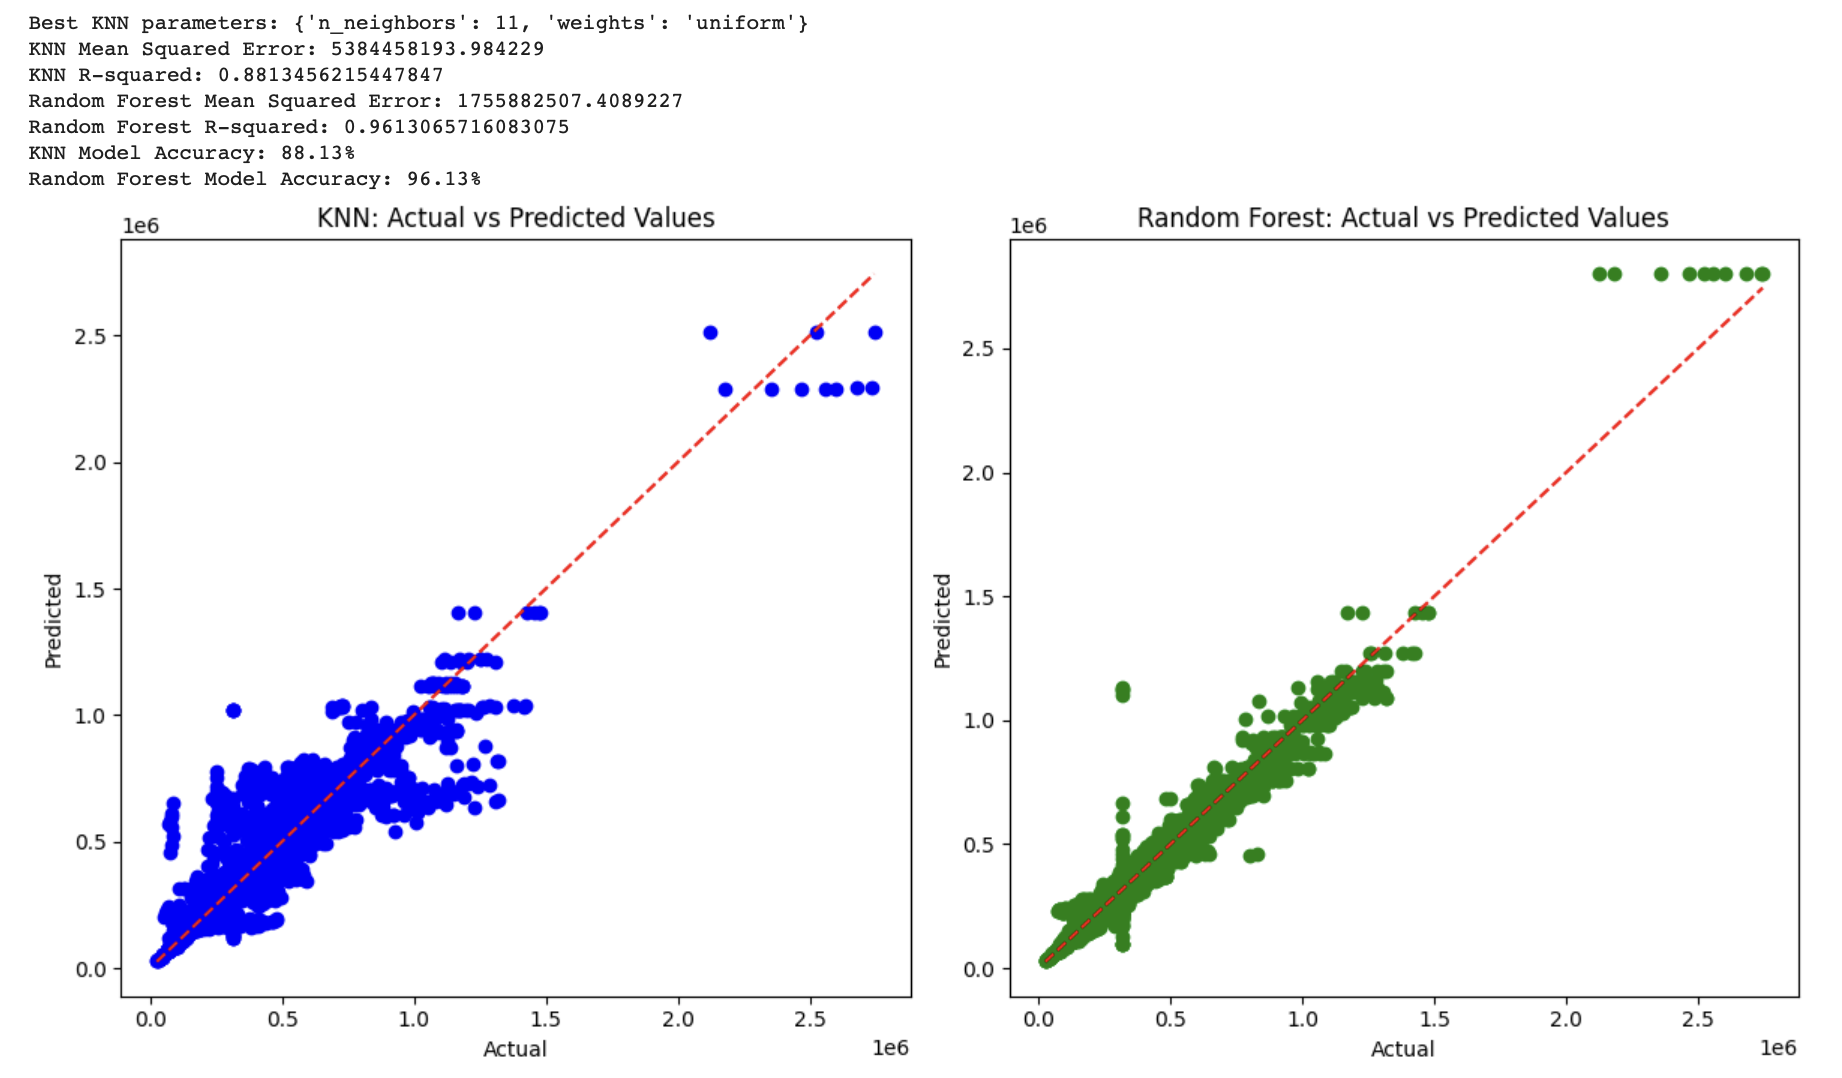 Best KNN parameters: {'n_neighbors': 11, 'weights': 'uniform'}
KNN Mean Squared Error: 5384458193.984229
KNN R-squared: 0.8813456215447847
Random Forest Mean Squared Error: 1755882507.4089227
Random Forest R-squared: 0.9613065716083075
KNN Model Accuracy: 88.13%
Random Forest Model Accuracy: 96.13%
KNN: Actual vs Predicted Values
1e6
2.5
2.0
1.5
1.0
0.5
0.0
Predicted
0.0 0.5 1.0 1.5 2.0 2.5
Actual
1e6
Random Forest: Actual vs Predicted Values
1e6
2.5
2.0
1.5
1.0
0.5
0.0
Predicted
0.0 0.5 1.0 1.5 2.0 2.5
Actual
1e6